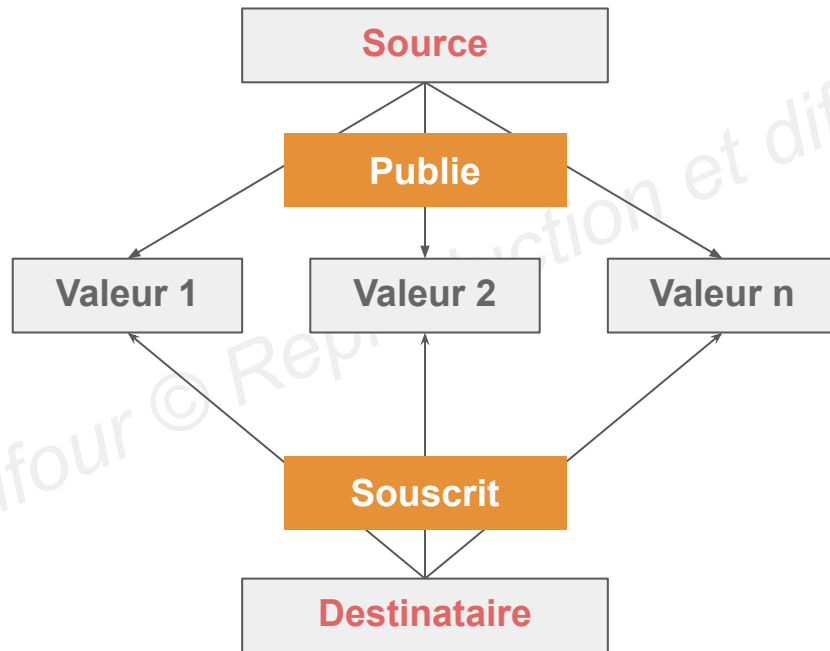 Source
Publie
Valeur 1
Valeur 2
Valeur n
Souscrit
Destinataire